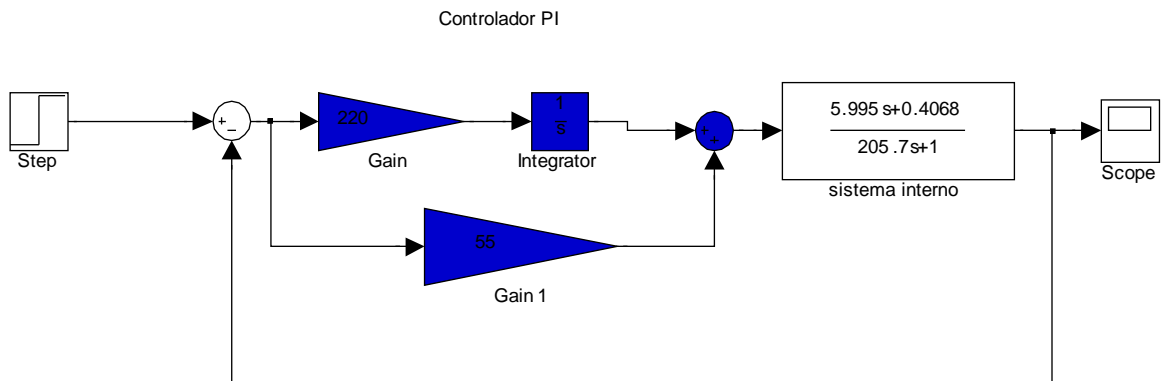 Controlador PI
Step
+
−
220
Gain
1
s
Integrator
+
+
5.995 s+0.4068
205 .7s+1
sistema interno
Scope
55
Gain 1